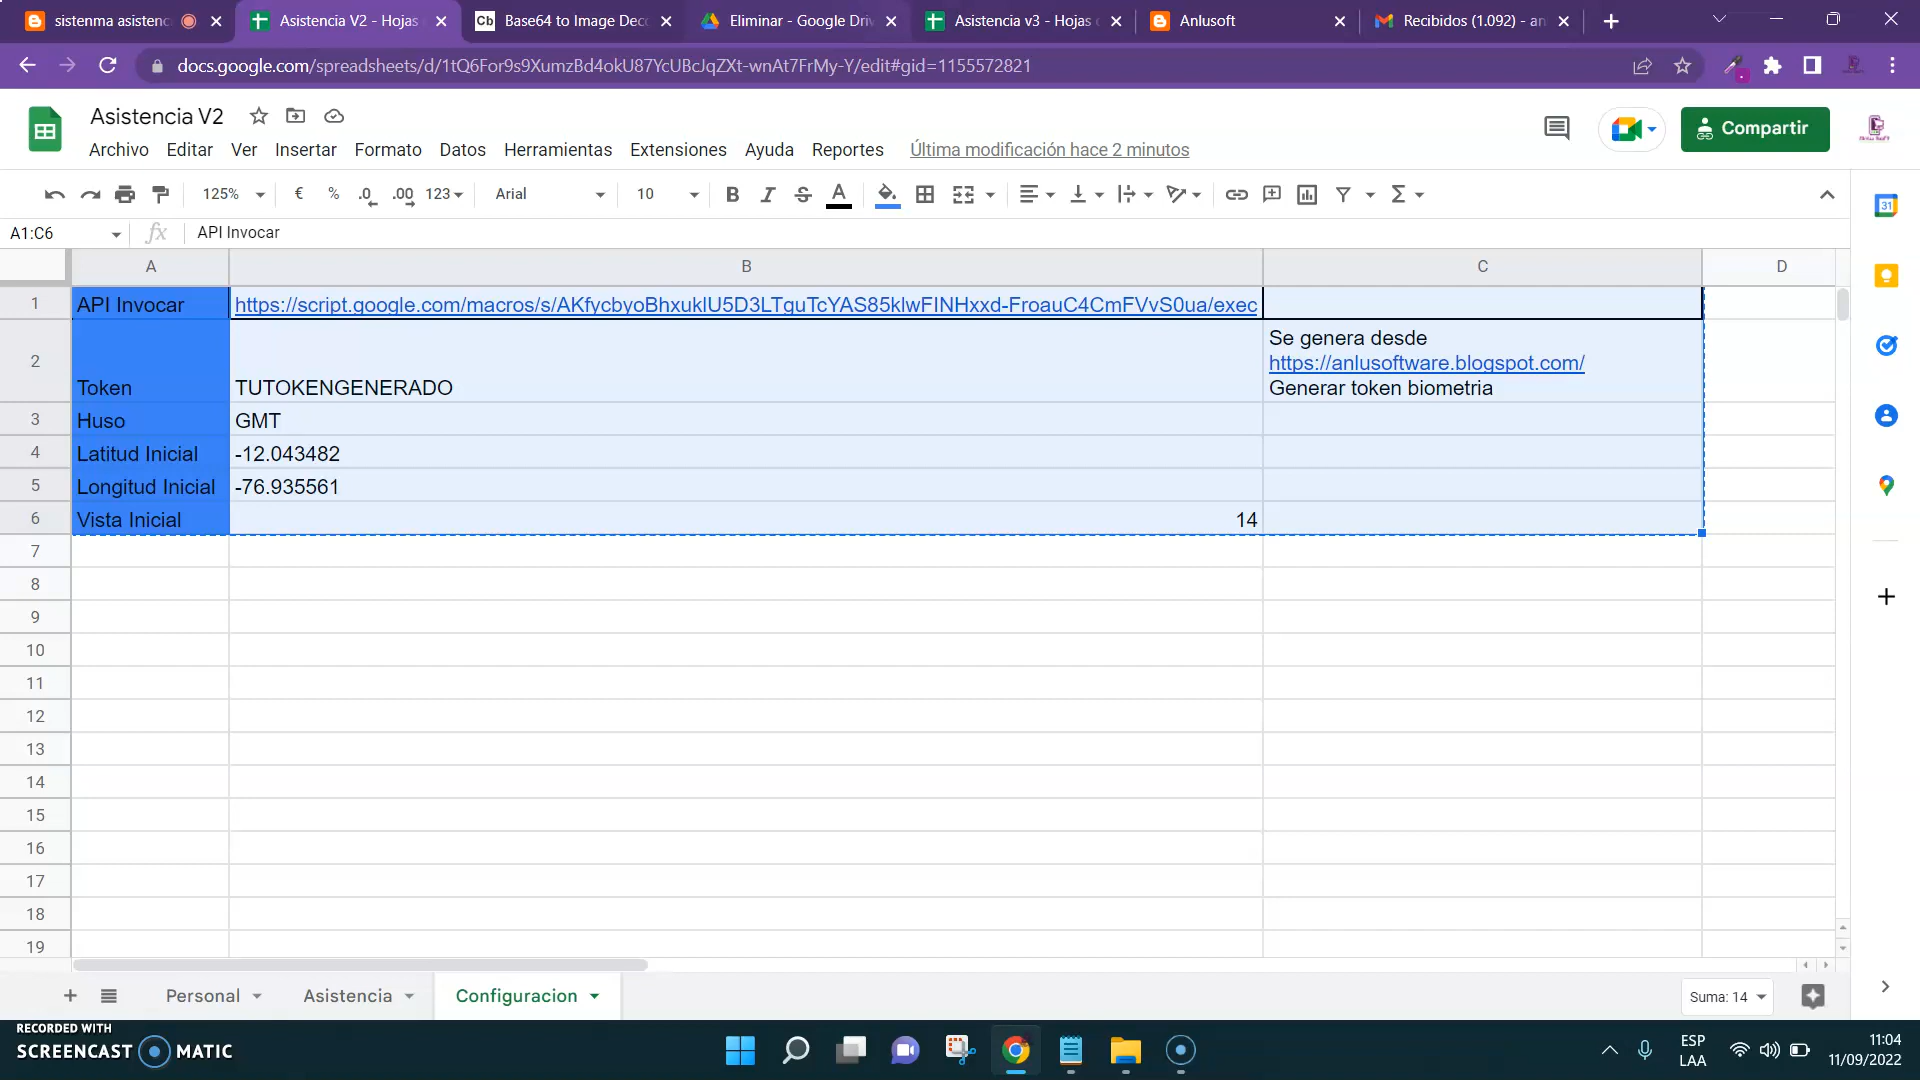 sistenma asistenc
Asistencia V2 - Hojas
Cb Base64 to Image Dec
Eliminar - Google Driv
Asistencia v3 - Hojas
Anlusoft
Recibidos (1.092) - an
docs.google.com/spreadsheets/d/1tQ6For9s9XumzBd4okU87YcUBcJqZXt-wnAt7FrMy-Y/edit#gid=1155572821
Asistencia V2
Compartir
Archivo Editar Ver Insertar Formato Datos Herramientas Extensiones Ayuda Reportes Última modificación hace 2 minutos
125% € % .0 .00 123 Arial 10 B I S A
31
A1:C6 fx API Invocar
A B C D
1 API Invocar https://script.google.com/macros/s/AKfycbyoBhxuklU5D3LTguTcYAS85klwFINHxxd-FroauC4CmFVvS0ua/exec
Se genera desde
2 https://anlusoftware.blogspot.com/
Token TUTOKENGENERADO Generar token biometria
3 Huso GMT
4 Latitud Inicial -12.043482
5 Longitud Inicial -76.935561
6 Vista Inicial 14
7
8
9
10
11
12
13
14
15
16
17
18
19
Personal Asistencia Configuracion Suma: 14
RECORDED WITH
SCREENCAST MATIC
ESP
LAA
11:04
11/09/2022